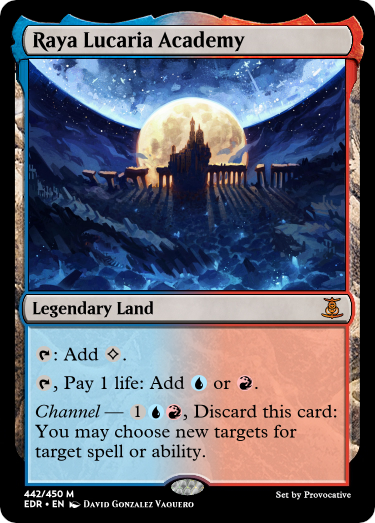 Raya Lucaria Academy
Legendary Land
: Add .
, Pay 1 life: Add or .
Channel — 1 , Discard this card:
You may choose new targets for
target spell or ability.
442/450 M
EDR • EN David Gonzalez Vaquero
Set by Provocative